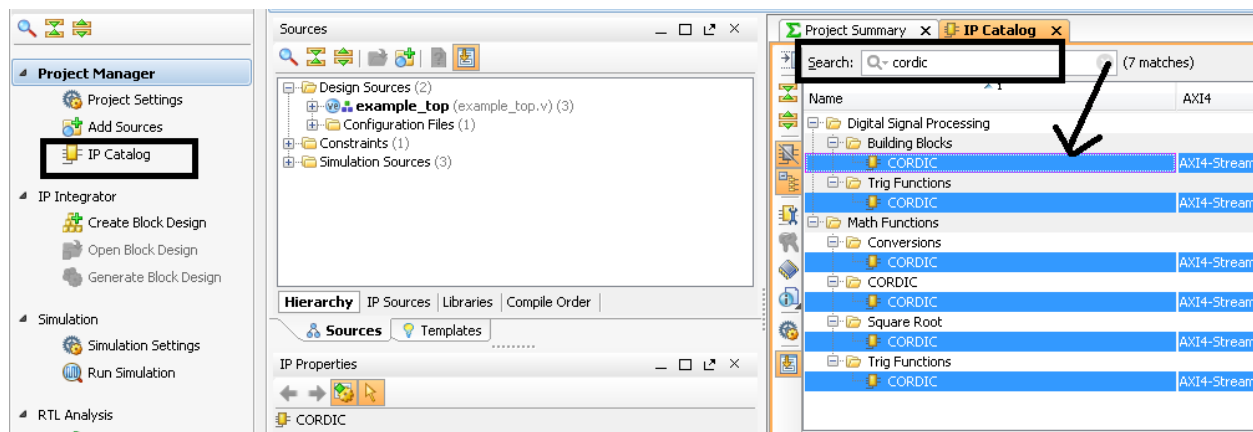 Project Manager
Project Settings
Add Sources
IP Catalog
IP Integrator
Create Block Design
Open Block Design
Generate Block Design
Simulation
Simulation Settings
Run Simulation
RTL Analysis
Sources
Design Sources (2)
example_top (example_top.v) (3)
Configuration Files (1)
Constraints (1)
Simulation Sources (3)
Hierarchy IP Sources Libraries Compile Order
Sources Templates
IP Properties
CORDIC
Project Summary IP Catalog
Search: cordic (7 matches)
Name 1 AXI4
Digital Signal Processing
Building Blocks
CORDIC AXI4-Stream
Trig Functions
CORDIC AXI4-Stream
Math Functions
Conversions
CORDIC AXI4-Stream
CORDIC
CORDIC AXI4-Stream
Square Root
CORDIC AXI4-Stream
Trig Functions
CORDIC AXI4-Stream